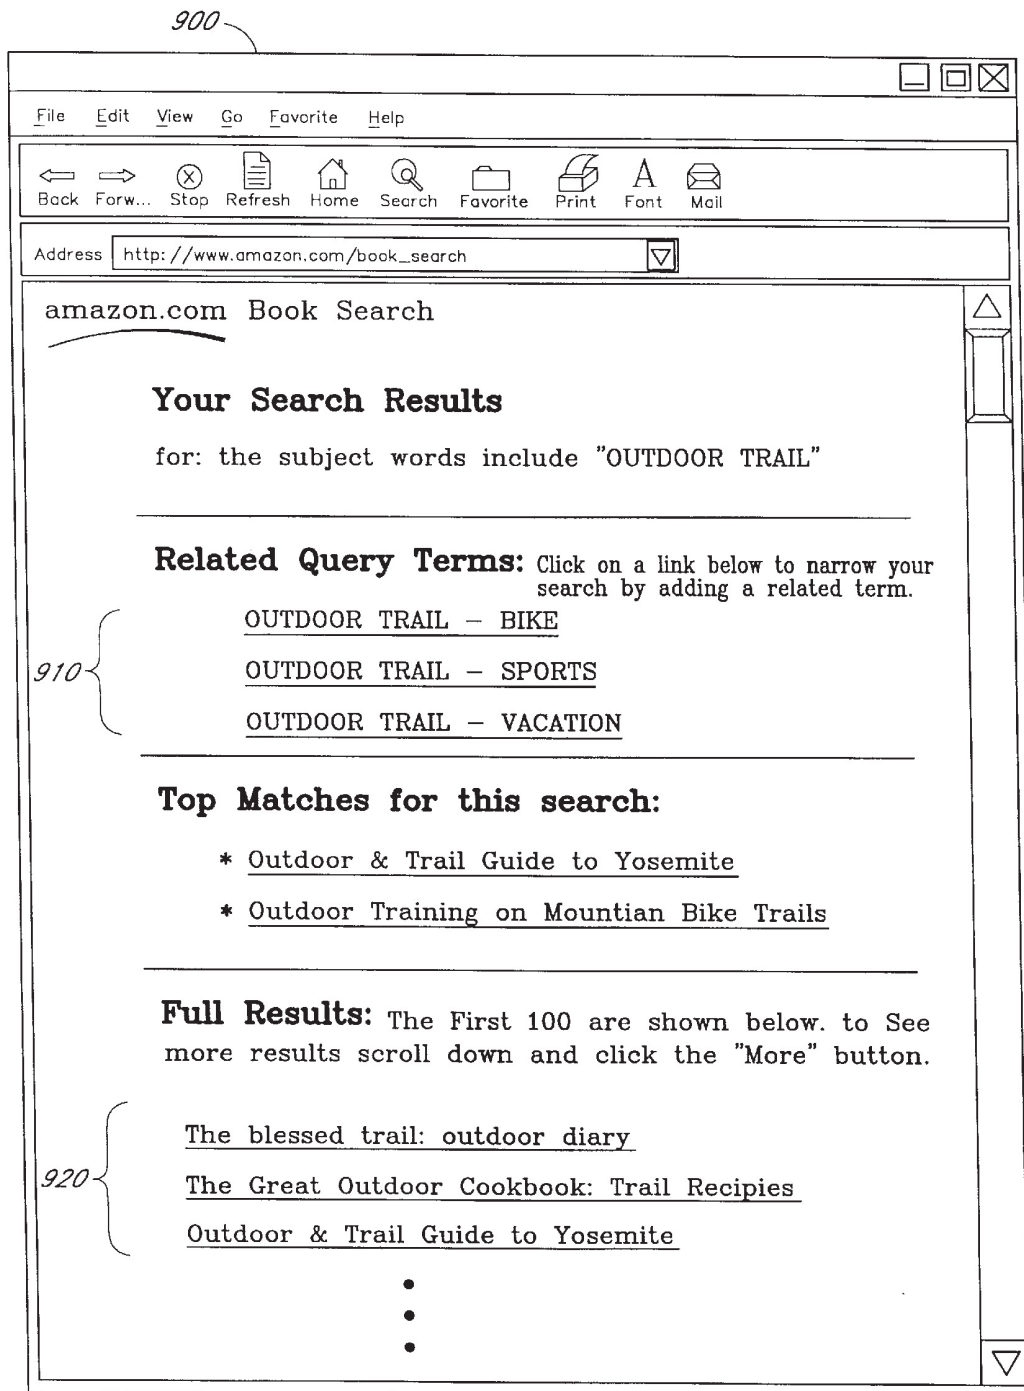 900
File Edit View Go Favorite Help
Back Forw... Stop Refresh Home Search Favorite Print Font Mail
Address http://www.amazon.com/book_search
amazon.com Book Search
Your Search Results
for: the subject words include "OUTDOOR TRAIL"
Related Query Terms: Click on a link below to narrow your
search by adding a related term.
OUTDOOR TRAIL – BIKE
910
OUTDOOR TRAIL – SPORTS
OUTDOOR TRAIL – VACATION
Top Matches for this search:
* Outdoor & Trail Guide to Yosemite
* Outdoor Training on Mountian Bike Trails
Full Results: The First 100 are shown below. to See
more results scroll down and click the "More" button.
The blessed trail: outdoor diary
920
The Great Outdoor Cookbook: Trail Recipies
Outdoor & Trail Guide to Yosemite